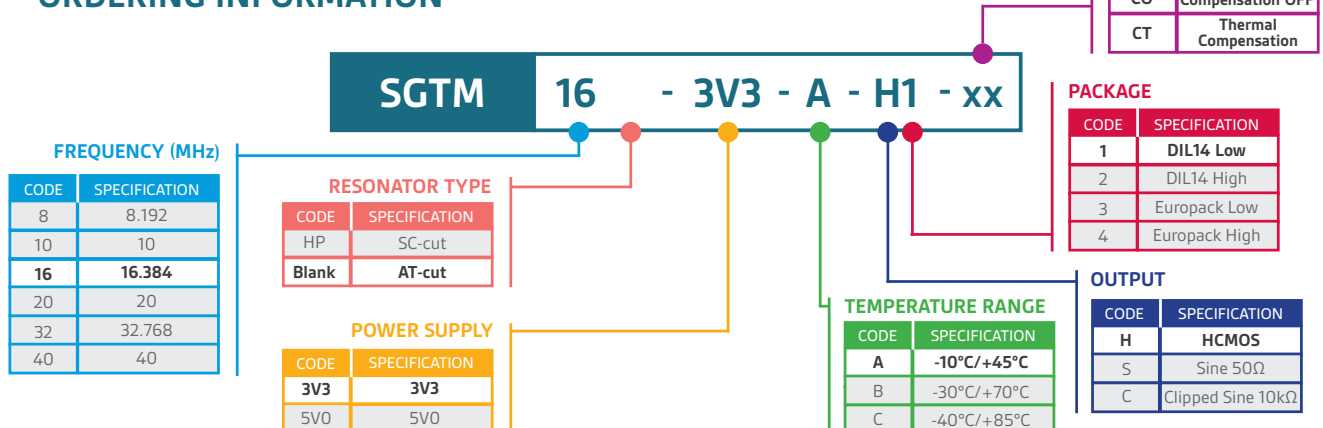 ORDERING INFORMATION
Compensation OFF
CT Thermal Compensation
SGTM 16 - 3V3 - A - H1 - xx
PACKAGE
CODE SPECIFICATION
1 DIL14 Low
2 DIL14 High
3 Europack Low
4 Europack High
FREQUENCY (MHz)
CODE SPECIFICATION
8 8.192
10 10
16 16.384
20 20
32 32.768
40 40
RESONATOR TYPE
CODE SPECIFICATION
HP SC-cut
Blank AT-cut
POWER SUPPLY
CODE SPECIFICATION
3V3 3V3
5V0 5V0
TEMPERATURE RANGE
CODE SPECIFICATION
A -10°C/+45°C
B -30°C/+70°C
C -40°C/+85°C
OUTPUT
CODE SPECIFICATION
H HCMOS
S Sine 50Ω
C Clipped Sine 10kΩ